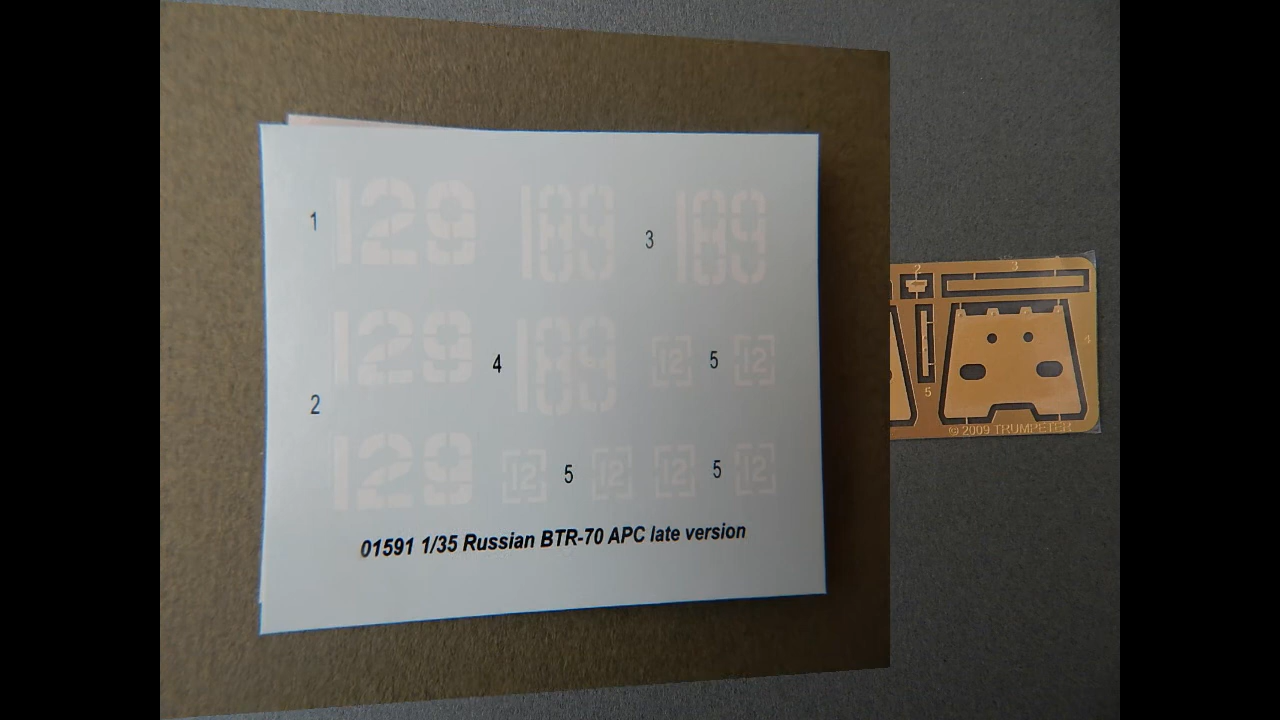 1 129 189 3 189
129 4 189 12 5 12
2
129 12 5 12 12 5 12
01591 1/35 Russian BTR-70 APC late version
2 3
4
5
© 2009 TRUMPETER